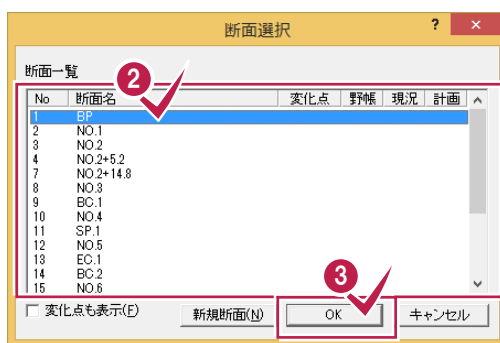 断面選択
? ×
断面一覧
2
No 断面名 変化点 野帳 現況 計画
1 BP
2 NO.1
3 NO.2
4 NO.2+5.2
7 NO.2+14.8
8 NO.3
9 BC.1
10 NO.4
11 SP.1
12 NO.5
13 EC.1
14 BC.2
15 NO.6
3
変化点も表示(F) 新規断面(N) OK キャンセル